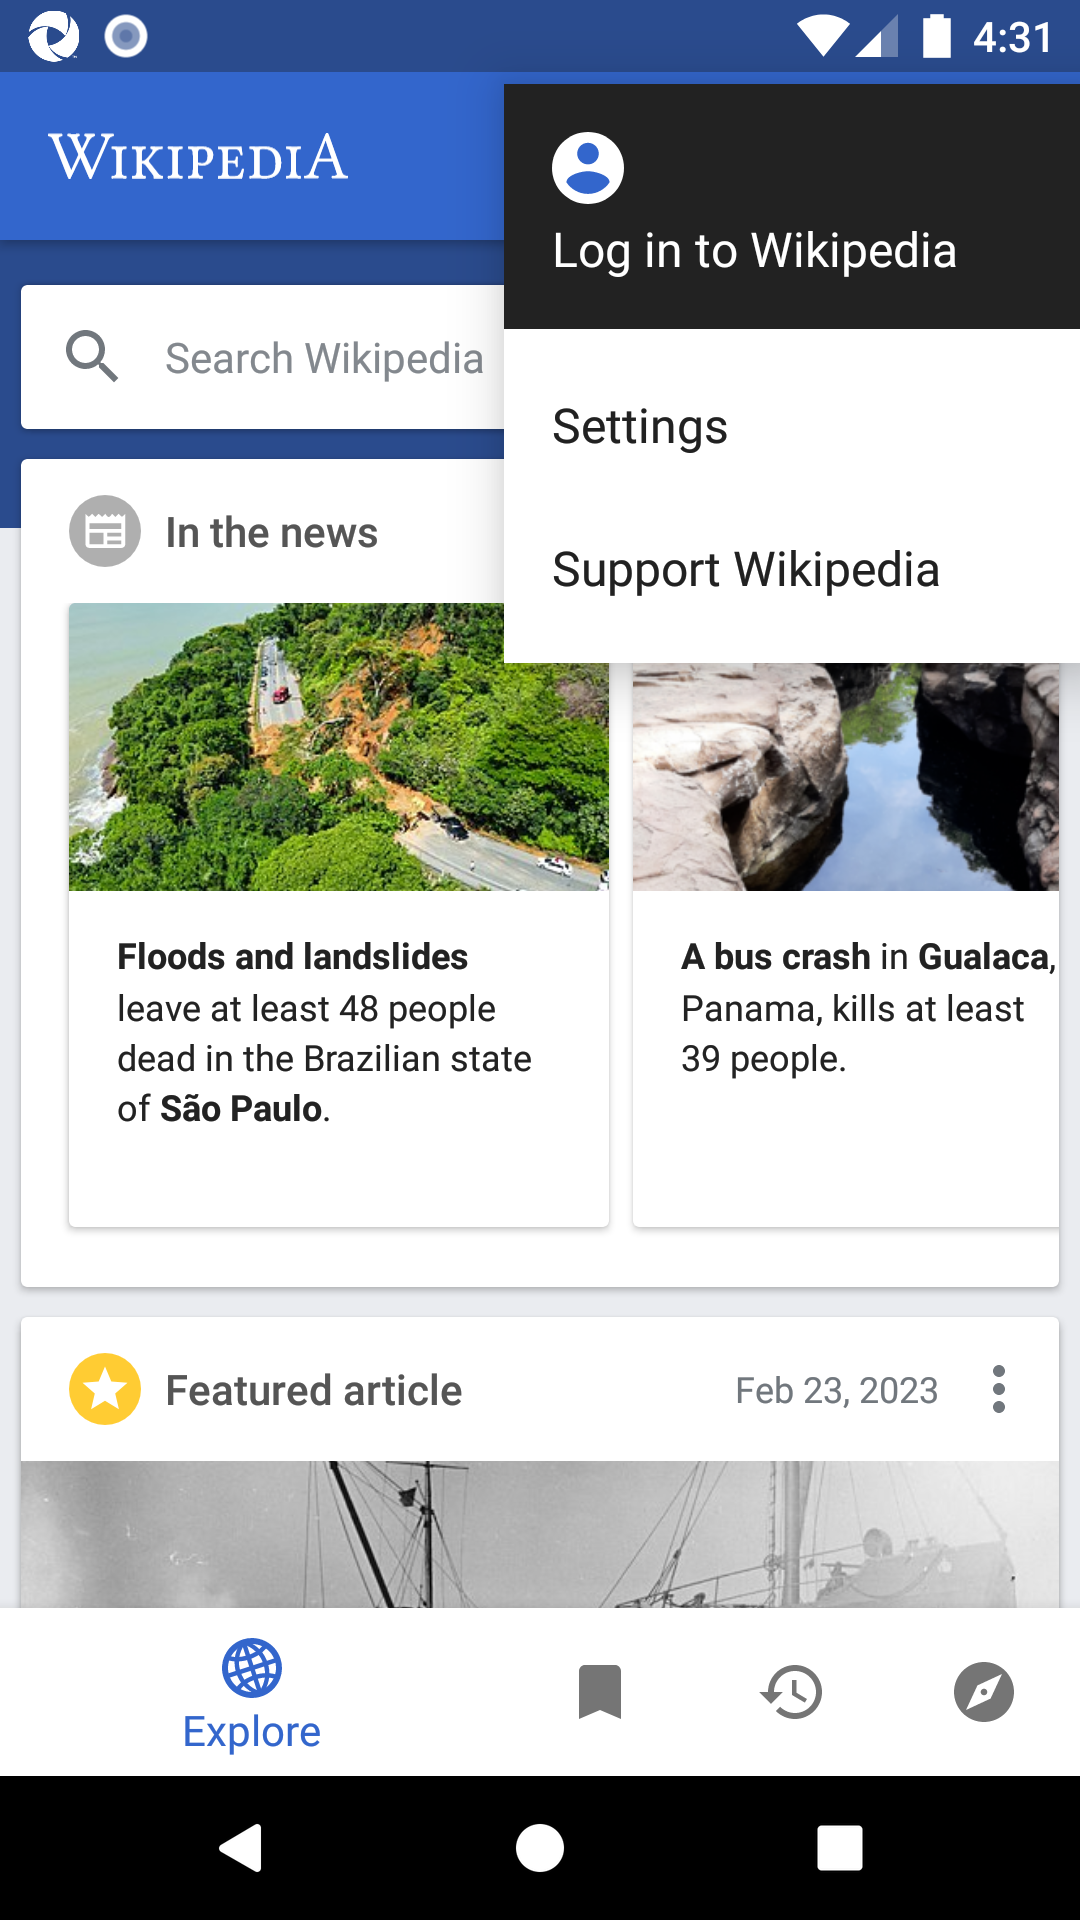 4:31
WIKIPEDIA
Log in to Wikipedia
Search Wikipedia
Settings
Support Wikipedia
In the news
Floods and landslides
leave at least 48 people
dead in the Brazilian state
of São Paulo.
A bus crash in Gualaca,
Panama, kills at least
39 people.
Featured article
Feb 23, 2023
Explore